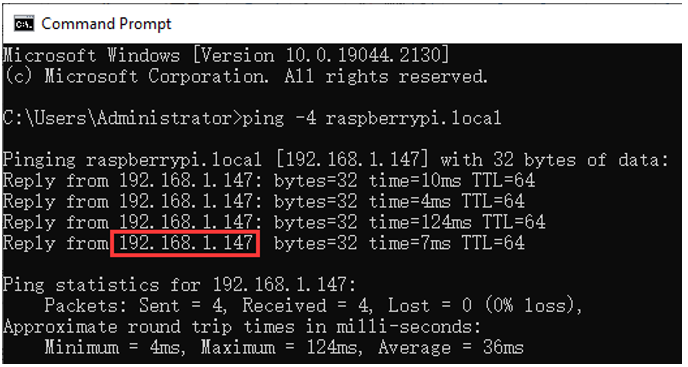 Command Prompt
Microsoft Windows [Version 10.0.19044.2130]
(c) Microsoft Corporation. All rights reserved.
C:\Users\Administrator>ping -4 raspberrypi.local
Pinging raspberrypi.local [192.168.1.147] with 32 bytes of data:
Reply from 192.168.1.147: bytes=32 time=10ms TTL=64
Reply from 192.168.1.147: bytes=32 time=4ms TTL=64
Reply from 192.168.1.147: bytes=32 time=124ms TTL=64
Reply from 192.168.1.147 bytes=32 time=7ms TTL=64
Ping statistics for 192.168.1.147:
Packets: Sent = 4, Received = 4, Lost = 0 (0% loss),
Approximate round trip times in milli-seconds:
Minimum = 4ms, Maximum = 124ms, Average = 36ms